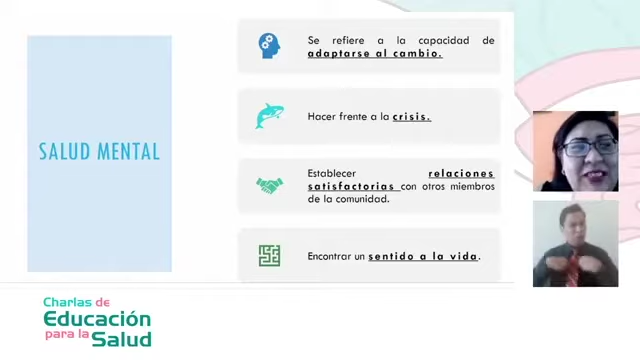 SALUD MENTAL
Se refiere a la capacidad de
adaptarse al cambio.
Hacer frente a la crisis.
Establecer relaciones
satisfactorias con otros miembros
de la comunidad.
Encontrar un sentido a la vida.
Charlas de
Educación
para la Salud